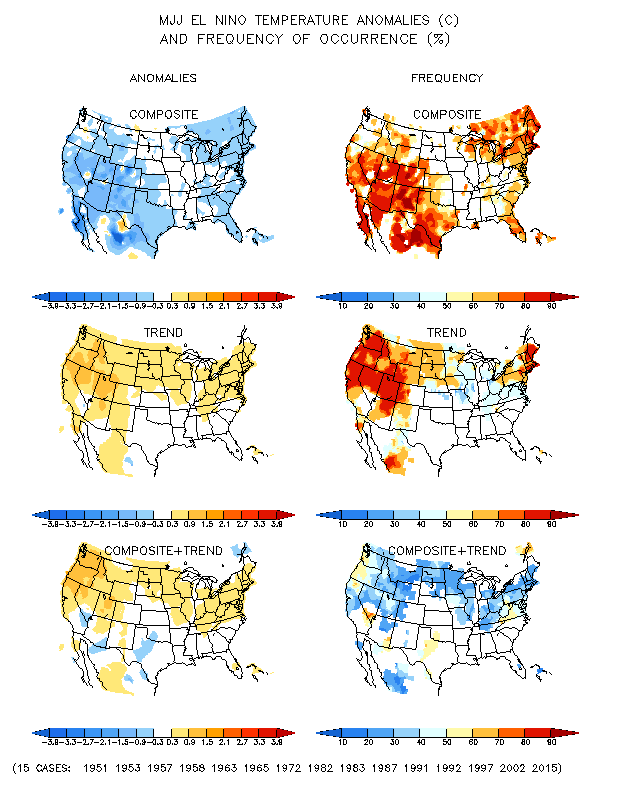 MJJ EL NINO TEMPERATURE ANOMALIES (C)
AND FREQUENCY OF OCCURRENCE (%)
ANOMALIES
FREQUENCY
COMPOSITE
COMPOSITE
-3.9 -3.3 -2.7 -2.1 -1.5 -0.9 -0.3 0.3 0.9 1.5 2.1 2.7 3.3 3.9
10 20 30 40 50 60 70 80 90
TREND
TREND
-3.9 -3.3 -2.7 -2.1 -1.5 -0.9 -0.3 0.3 0.9 1.5 2.1 2.7 3.3 3.9
10 20 30 40 50 60 70 80 90
COMPOSITE+TREND
COMPOSITE+TREND
-3.9 -3.3 -2.7 -2.1 -1.5 -0.9 -0.3 0.3 0.9 1.5 2.1 2.7 3.3 3.9
10 20 30 40 50 60 70 80 90
(15 CASES: 1951 1953 1957 1958 1963 1965 1972 1982 1983 1987 1991 1992 1997 2002 2015)